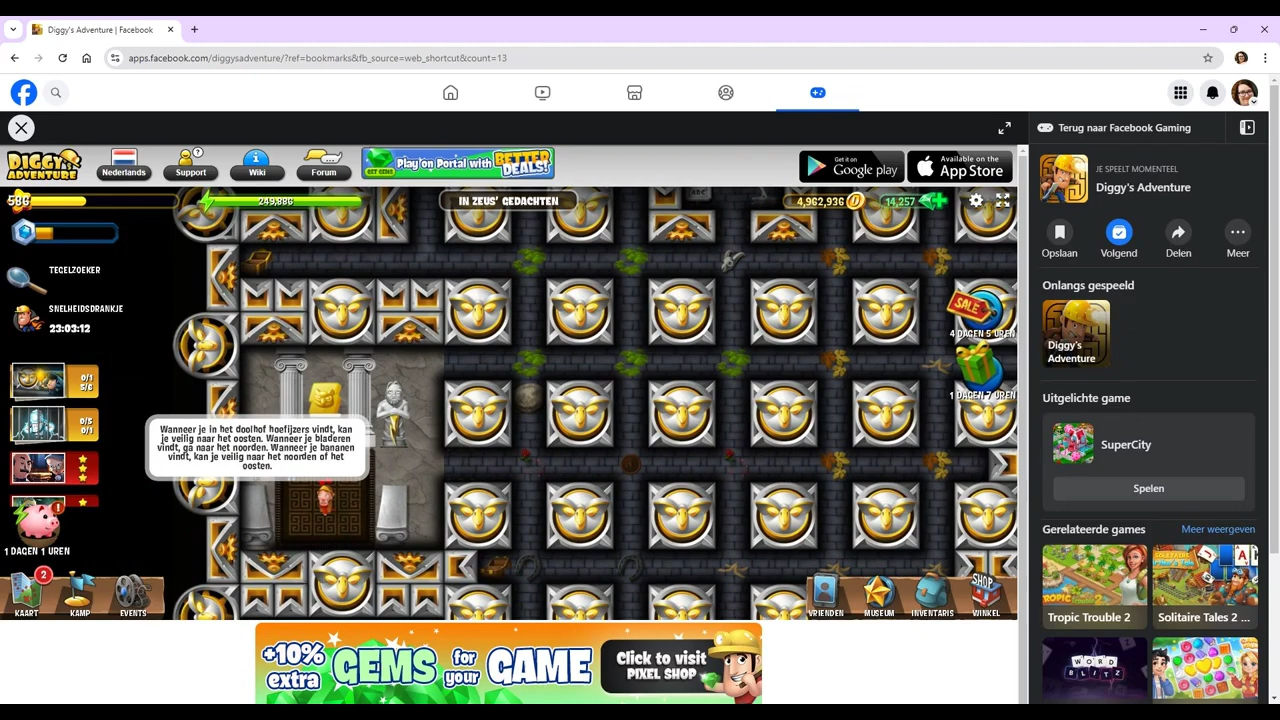 Diggy's Adventure | Facebook
apps.facebook.com/diggysadventure/?ref=bookmarks&fb_source=web_shortcut&count=13
Terug naar Facebook Gaming
DIGGY'S
ADVENTURE
Nederlands
Support
Wiki
Forum
GET GEMS
Play on Portal with
BETTER
DEALS!
Get it on
Google play
Available on the
App Store
JE SPEELT MOMENTEEL
Diggy's Adventure
586
249,886
IN ZEUS' GEDACHTEN
4,962,936
14,257
Opslaan
Volgend
Delen
Meer
TEGELZOEKER
SNELHEIDSDRANKJE
23:03:12
Onlangs gespeeld
Diggy's
Adventure
SALE
4 DAGEN 5 UREN
1 DAGEN 7 UREN
0/1
5/8
0/5
0/1
Wanneer je in het doolhof hoefijzers vindt, kan
je veilig naar het oosten. Wanneer je bladeren
vindt, ga naar het noorden. Wanneer je bananen
vindt, kan je veilig naar het noorden of het
oosten.
Uitgelichte game
SuperCity
Spelen
1 DAGEN 1 UREN
Gerelateerde games
Meer weergeven
2
KAART
KAMP
EVENTS
VRIENDEN
MUSEUM
INVENTARIS
SHOP
WINKEL
Tropic Trouble 2
Solitaire Tales 2 ...
+10%
extra
GEMS
for
your
GAME
Click to visit
PIXEL SHOP
WORD
BLITZ